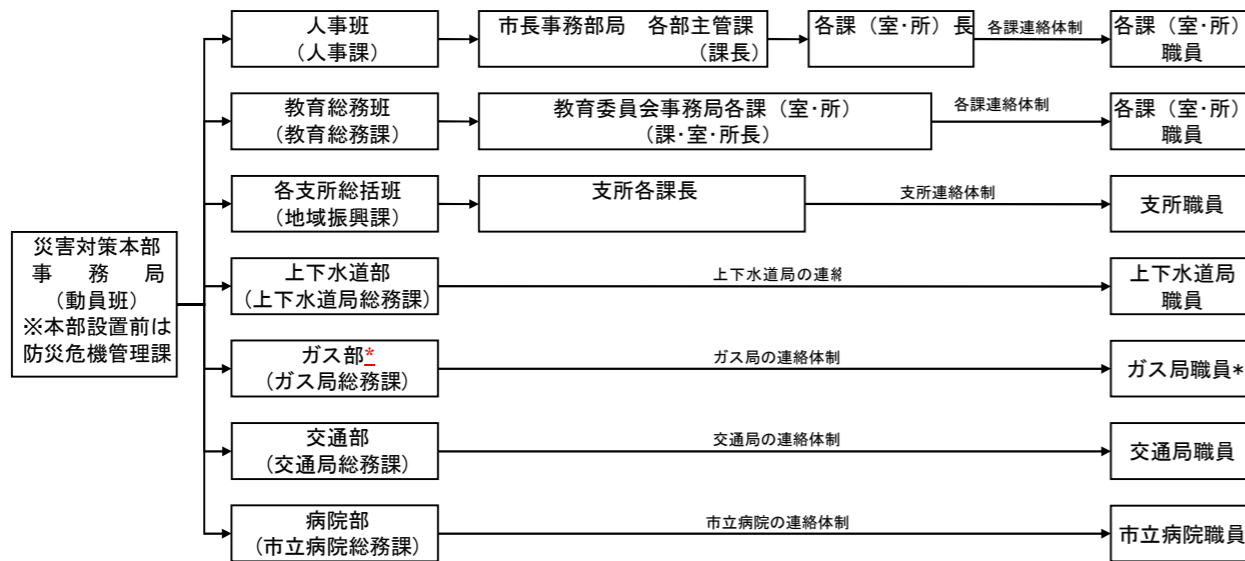 人事班
(人事課)
市長事務部局 各部主管課
(課長)
各課(室・所)長
各課連絡体制
各課(室・所)
職員
教育総務班
(教育総務課)
教育委員会事務局各課(室・所)
(課・室・所長)
各課連絡体制
各課(室・所)
職員
各支所総括班
(地域振興課)
支所各課長
支所連絡体制
支所職員
災害対策本部
事務局
(動員班)
※本部設置前は
防災危機管理課
上下水道部
(上下水道局総務課)
上下水道局の連絡
上下水道局
職員
ガス部*
(ガス局総務課)
ガス局の連絡体制
ガス局職員*
交通部
(交通局総務課)
交通局の連絡体制
交通局職員
病院部
(市立病院総務課)
市立病院の連絡体制
市立病院職員